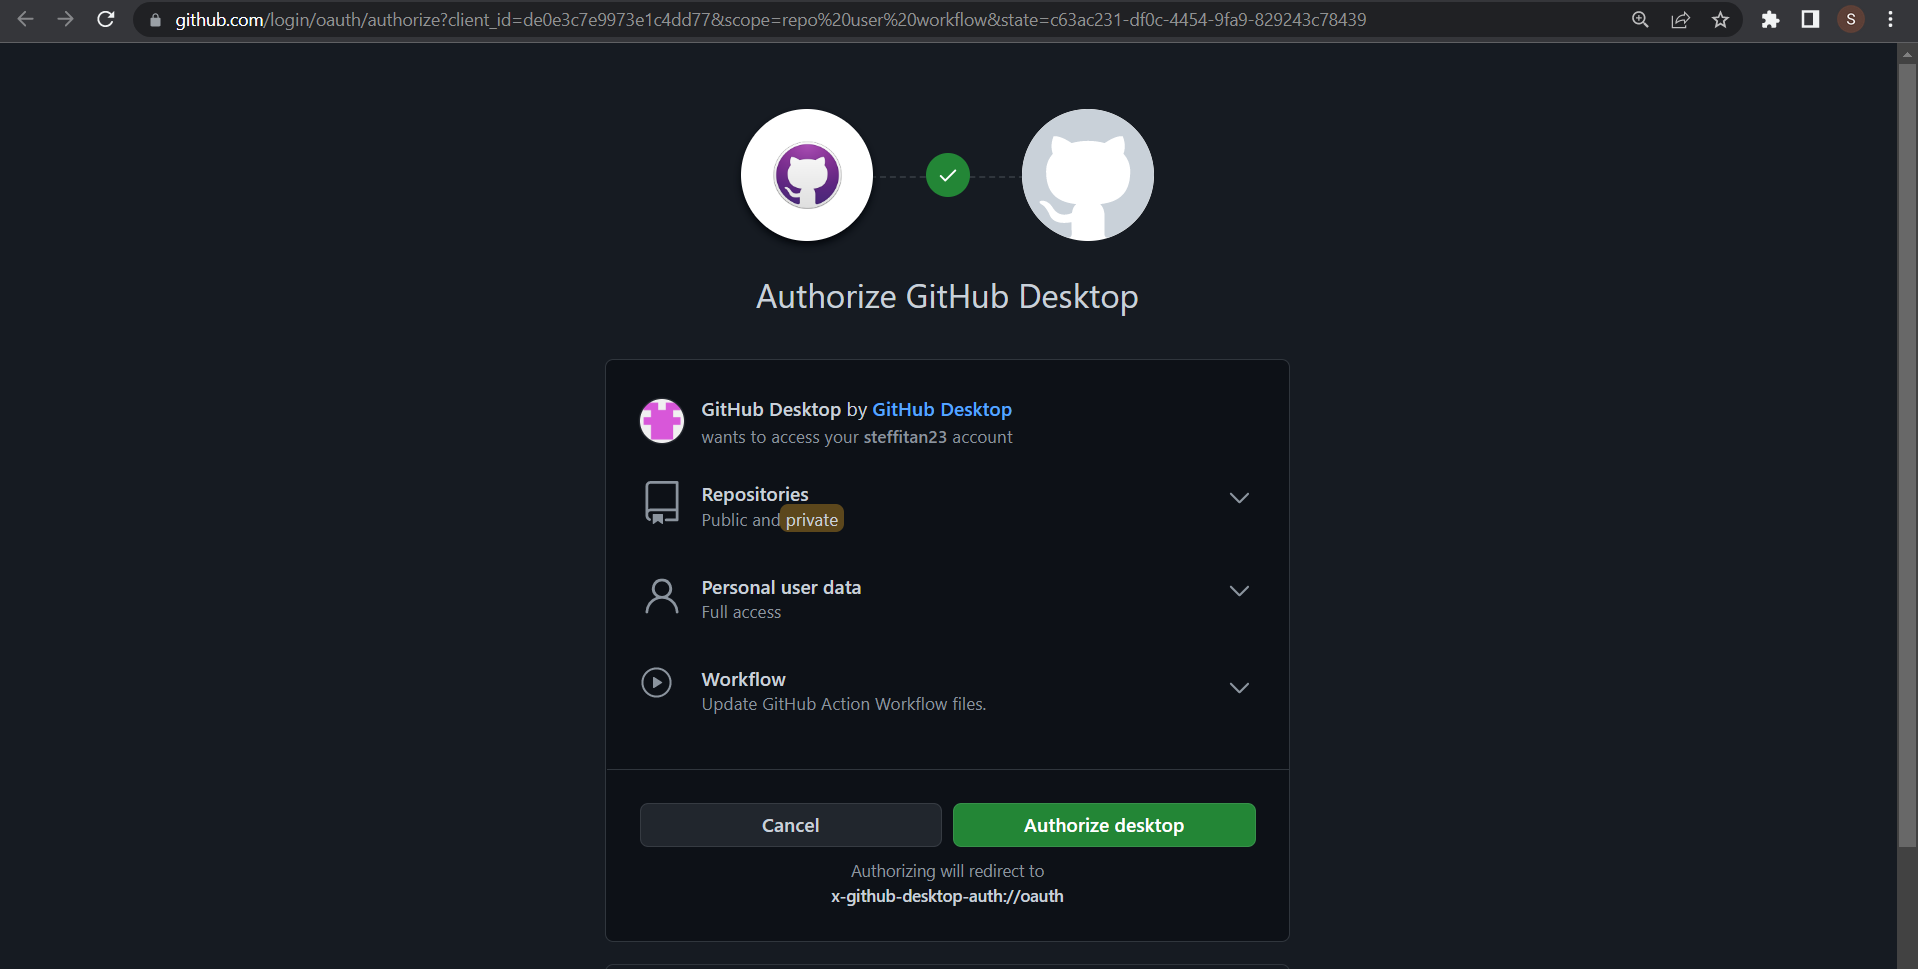 github.com/login/oauth/authorize?client_id=de0e3c7e9973e1c4dd77&scope=repo%20user%20workflow&state=c63ac231-df0c-4454-9fa9-829243c78439
S
Authorize GitHub Desktop
GitHub Desktop by GitHub Desktop
wants to access your steffitan23 account
Repositories
Public and private
Personal user data
Full access
Workflow
Update GitHub Action Workflow files.
Cancel
Authorize desktop
Authorizing will redirect to
x-github-desktop-auth://oauth